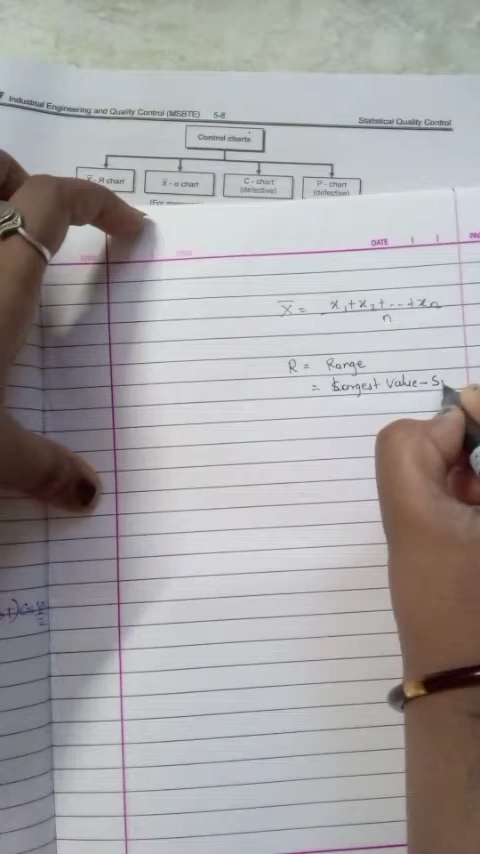 Industrial Engineering and Quality Control (MSBTE) 5-8 Statistical Quality Control
Control charts
X̄ - R chart X̄ - σ chart C - chart (defective) P - chart (defective)
DATE
X̄ = x₁+x₂+...+xₙ / n
R = Range
= Largest value - S